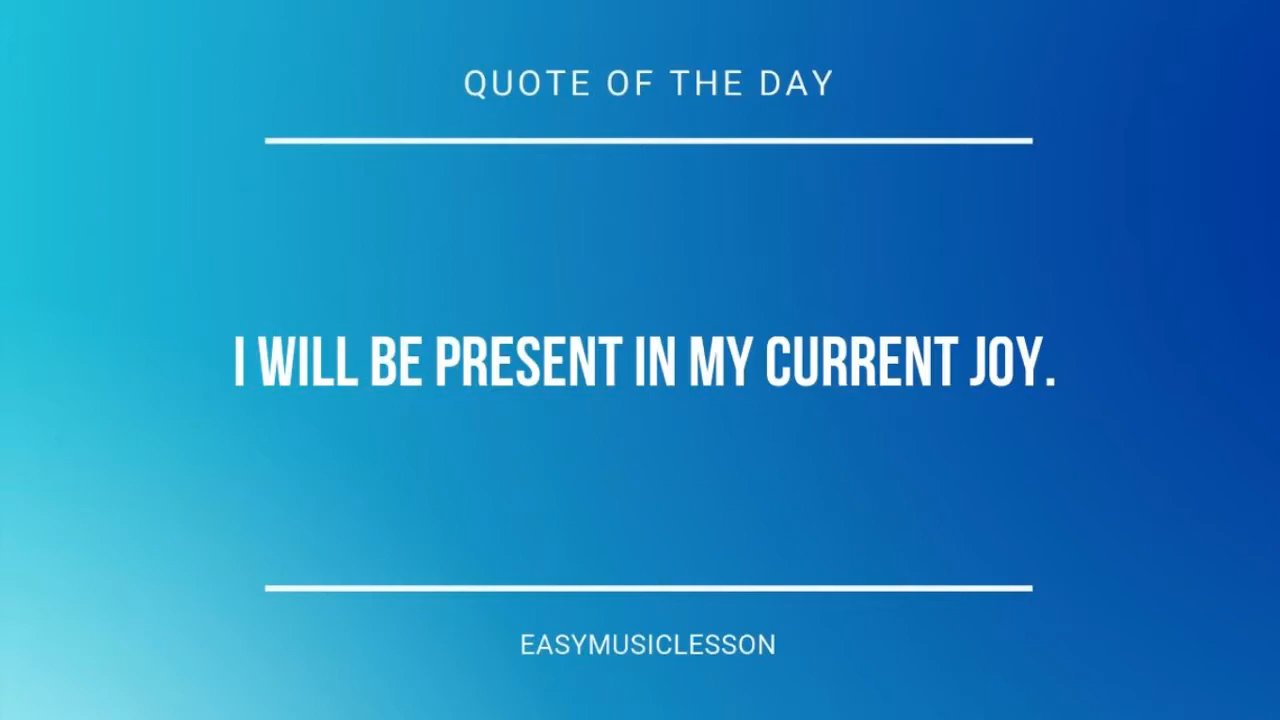 QUOTE OF THE DAY
I WILL BE PRESENT IN MY CURRENT JOY.
EASYMUSICLESSON